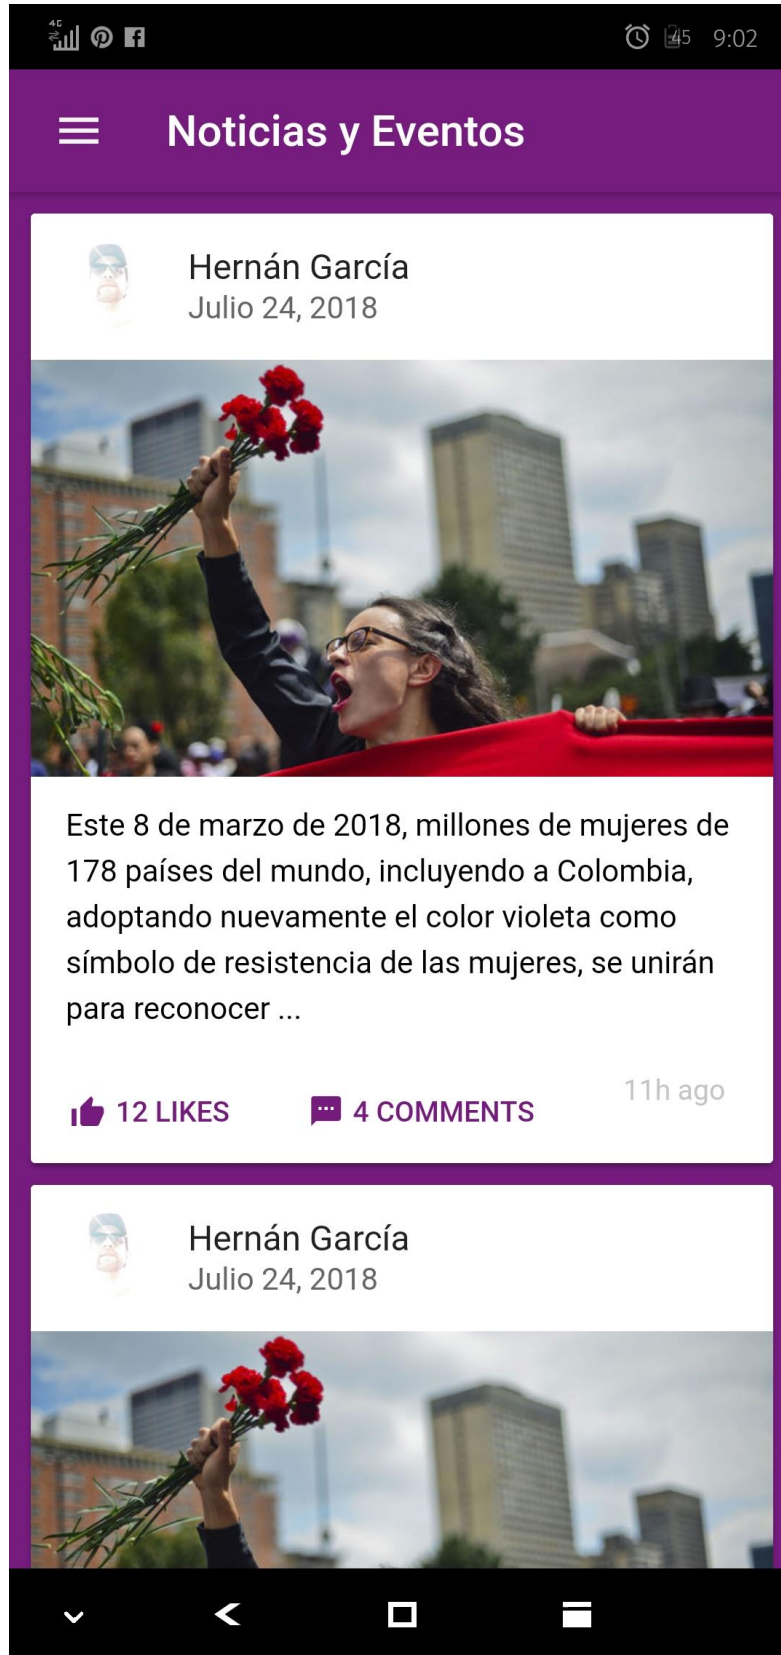 4G
45 9:02
Noticias y Eventos
Hernán García
Julio 24, 2018
Este 8 de marzo de 2018, millones de mujeres de
178 países del mundo, incluyendo a Colombia,
adoptando nuevamente el color violeta como
símbolo de resistencia de las mujeres, se unirán
para reconocer ...
12 LIKES 4 COMMENTS 11h ago
Hernán García
Julio 24, 2018